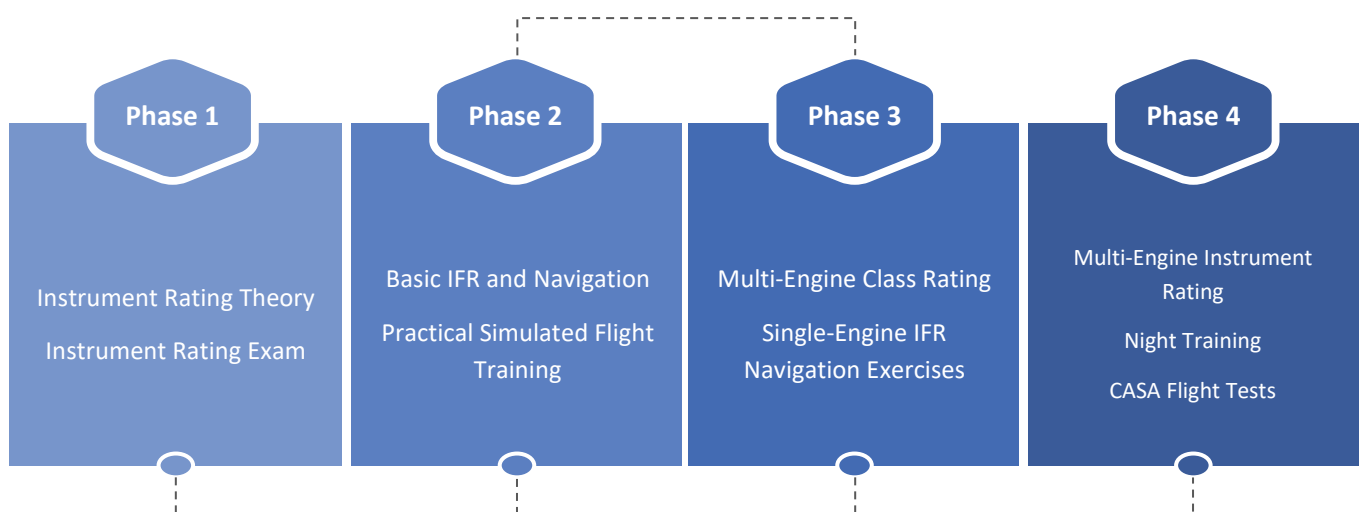 Phase 1
Instrument Rating Theory
Instrument Rating Exam
Phase 2
Basic IFR and Navigation
Practical Simulated Flight
Training
Phase 3
Multi-Engine Class Rating
Single-Engine IFR
Navigation Exercises
Phase 4
Multi-Engine Instrument
Rating
Night Training
CASA Flight Tests